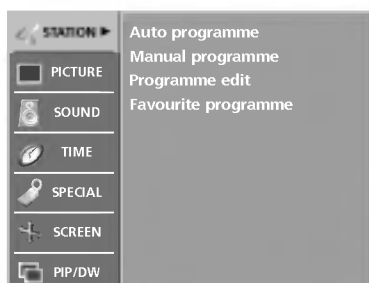 STATION
Auto programme
Manual programme
Programme edit
Favourite programme
PICTURE
SOUND
TIME
SPECIAL
SCREEN
PIP/DW